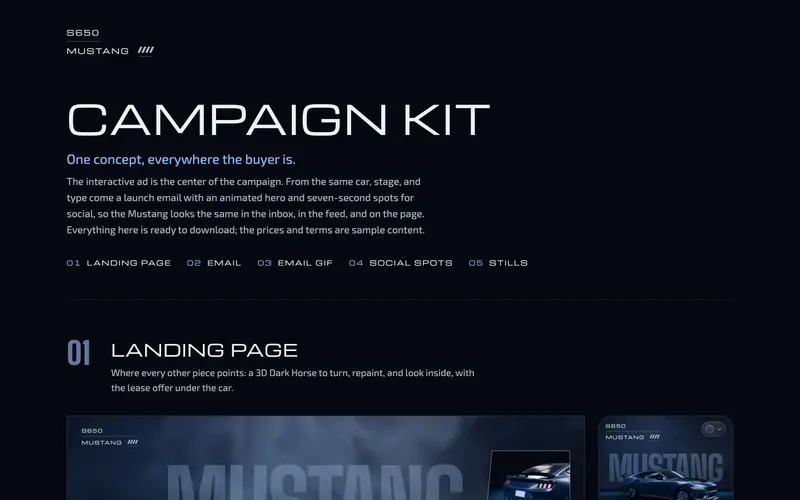 S650
MUSTANG
CAMPAIGN KIT
One concept, everywhere the buyer is.
The interactive ad is the center of the campaign. From the same car, stage, and
type come a launch email with an animated hero and seven-second spots for
social, so the Mustang looks the same in the inbox, in the feed, and on the page.
Everything here is ready to download; the prices and terms are sample content.
01 LANDING PAGE 02 EMAIL 03 EMAIL GIF 04 SOCIAL SPOTS 05 STILLS
01 LANDING PAGE
Where every other piece points: a 3D Dark Horse to turn, repaint, and look inside, with
the lease offer under the car.
S650
MUSTANG
MUSTANG
S650
MUSTANG
MUSTANG